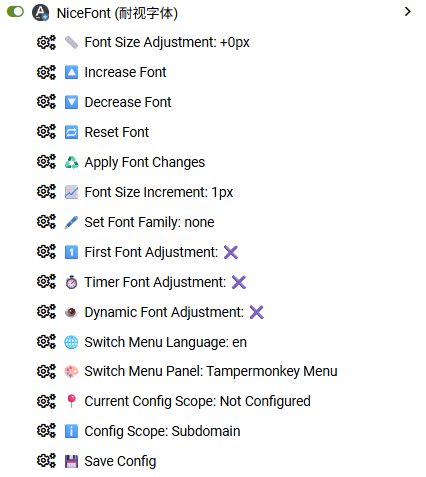 NiceFont (耐视字体)
Font Size Adjustment: +0px
Increase Font
Decrease Font
Reset Font
Apply Font Changes
Font Size Increment: 1px
Set Font Family: none
First Font Adjustment: ❌
Timer Font Adjustment: ❌
Dynamic Font Adjustment: ❌
Switch Menu Language: en
Switch Menu Panel: Tampermonkey Menu
Current Config Scope: Not Configured
Config Scope: Subdomain
Save Config